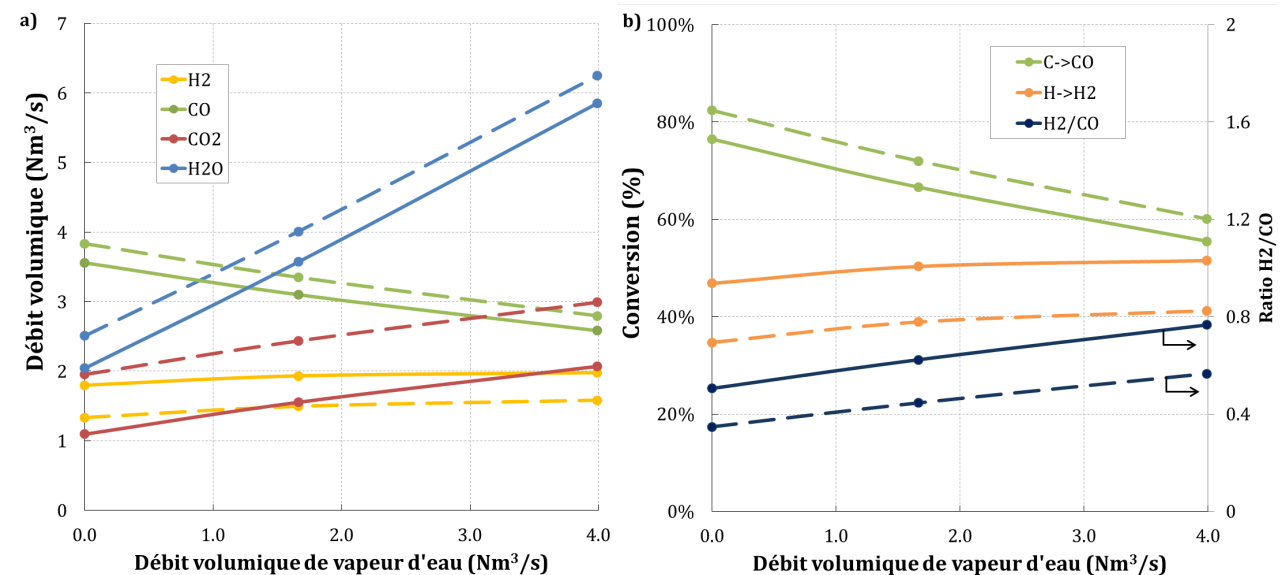 a)
Débit volumique (Nm³/s)
7
6
5
4
3
2
1
0
H2
CO
CO2
H2O
0.0 1.0 2.0 3.0 4.0
Débit volumique de vapeur d'eau (Nm³/s)
b)
Conversion (%)
100%
80%
60%
40%
20%
0%
C->CO
H->H2
H2/CO
2
1.6
1.2
0.8
0.4
0
Ratio H2/CO
0.0 1.0 2.0 3.0 4.0
Débit volumique de vapeur d'eau (Nm³/s)